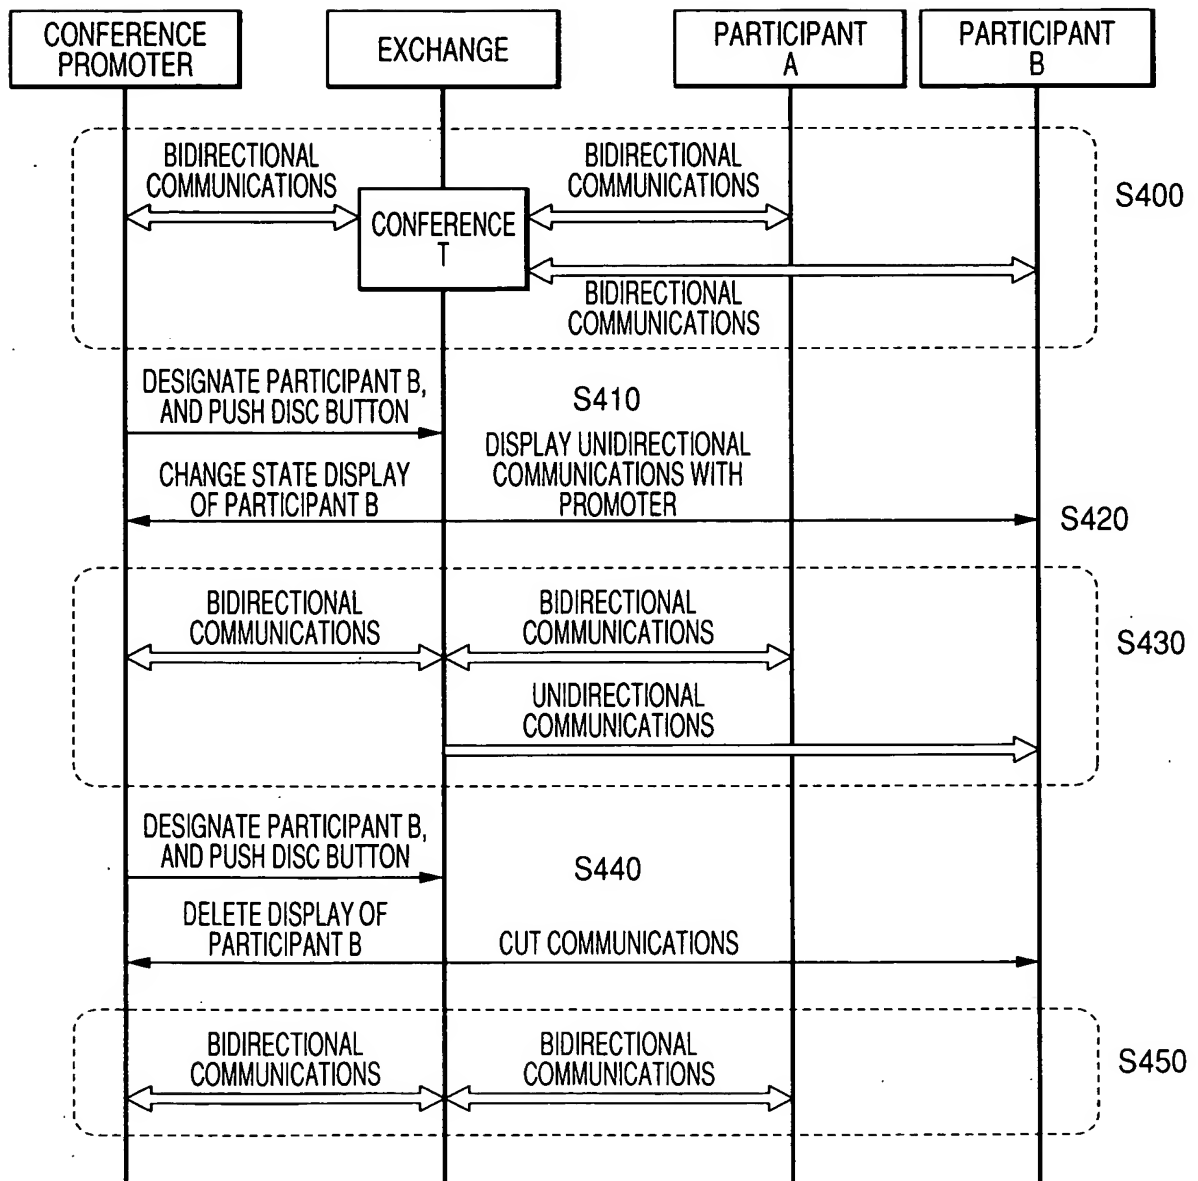 CONFERENCE
PROMOTER
EXCHANGE
PARTICIPANT
A
PARTICIPANT
B
BIDIRECTIONAL
COMMUNICATIONS
BIDIRECTIONAL
COMMUNICATIONS
S400
CONFERENCE
T
BIDIRECTIONAL
COMMUNICATIONS
DESIGNATE PARTICIPANT B,
AND PUSH DISC BUTTON
S410
DISPLAY UNIDIRECTIONAL
COMMUNICATIONS WITH
PROMOTER
CHANGE STATE DISPLAY
OF PARTICIPANT B
S420
BIDIRECTIONAL
COMMUNICATIONS
BIDIRECTIONAL
COMMUNICATIONS
S430
UNIDIRECTIONAL
COMMUNICATIONS
DESIGNATE PARTICIPANT B,
AND PUSH DISC BUTTON
S440
DELETE DISPLAY OF
PARTICIPANT B
CUT COMMUNICATIONS
BIDIRECTIONAL
COMMUNICATIONS
BIDIRECTIONAL
COMMUNICATIONS
S450